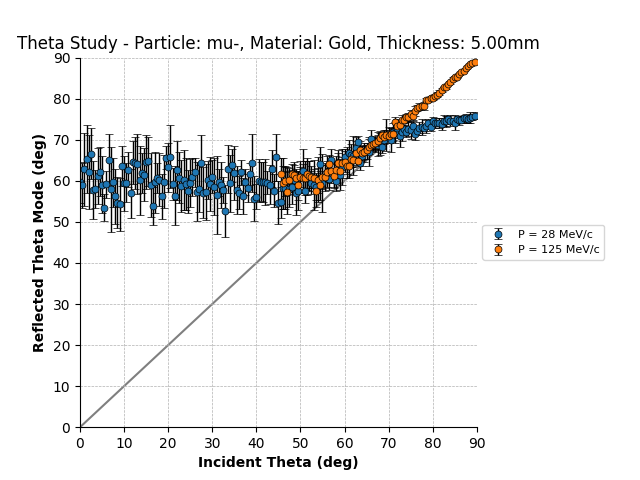 Theta Study - Particle: mu-, Material: Gold, Thickness: 5.00mm
90
80
70
60
50
40
30
20
10
0
Reflected Theta Mode (deg)
0 10 20 30 40 50 60 70 80 90
Incident Theta (deg)
P = 28 MeV/c
P = 125 MeV/c